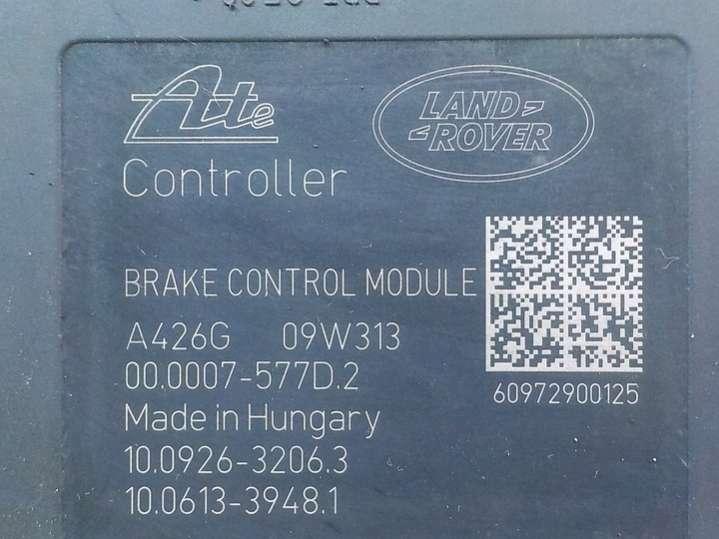 Ate
LAND
ROVER
Controller
BRAKE CONTROL MODULE
A426G 09W313
00.0007-577D.2
60972900125
Made in Hungary
10.0926-3206.3
10.0613-3948.1